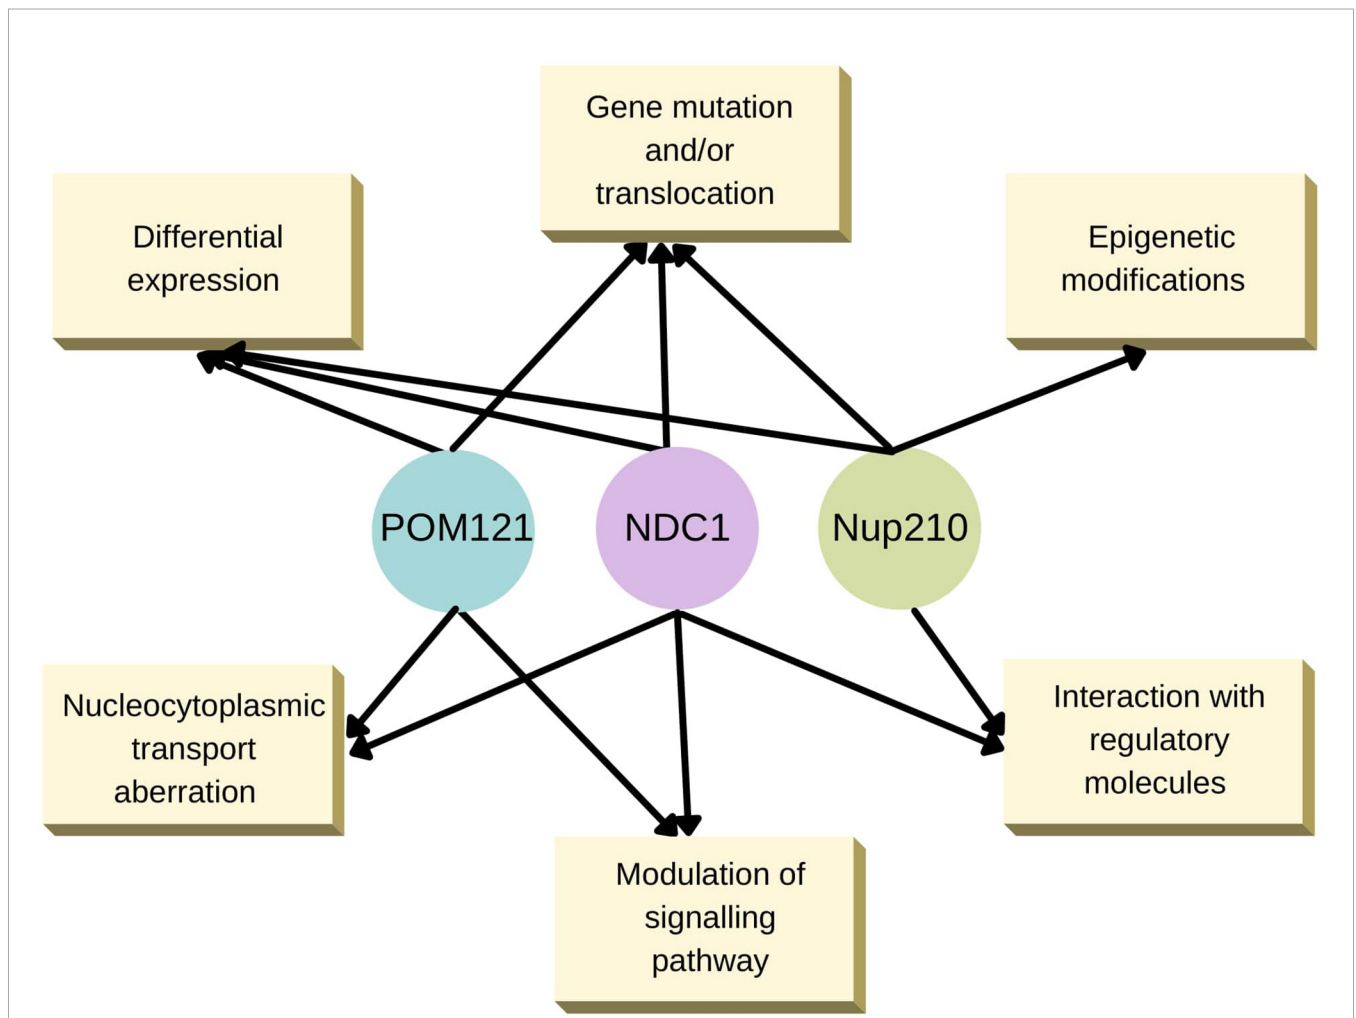 Gene mutation
and/or
translocation
Differential
expression
Epigenetic
modifications
POM121
NDC1
Nup210
Nucleocytoplasmic
transport
aberration
Interaction with
regulatory
molecules
Modulation of
signalling
pathway